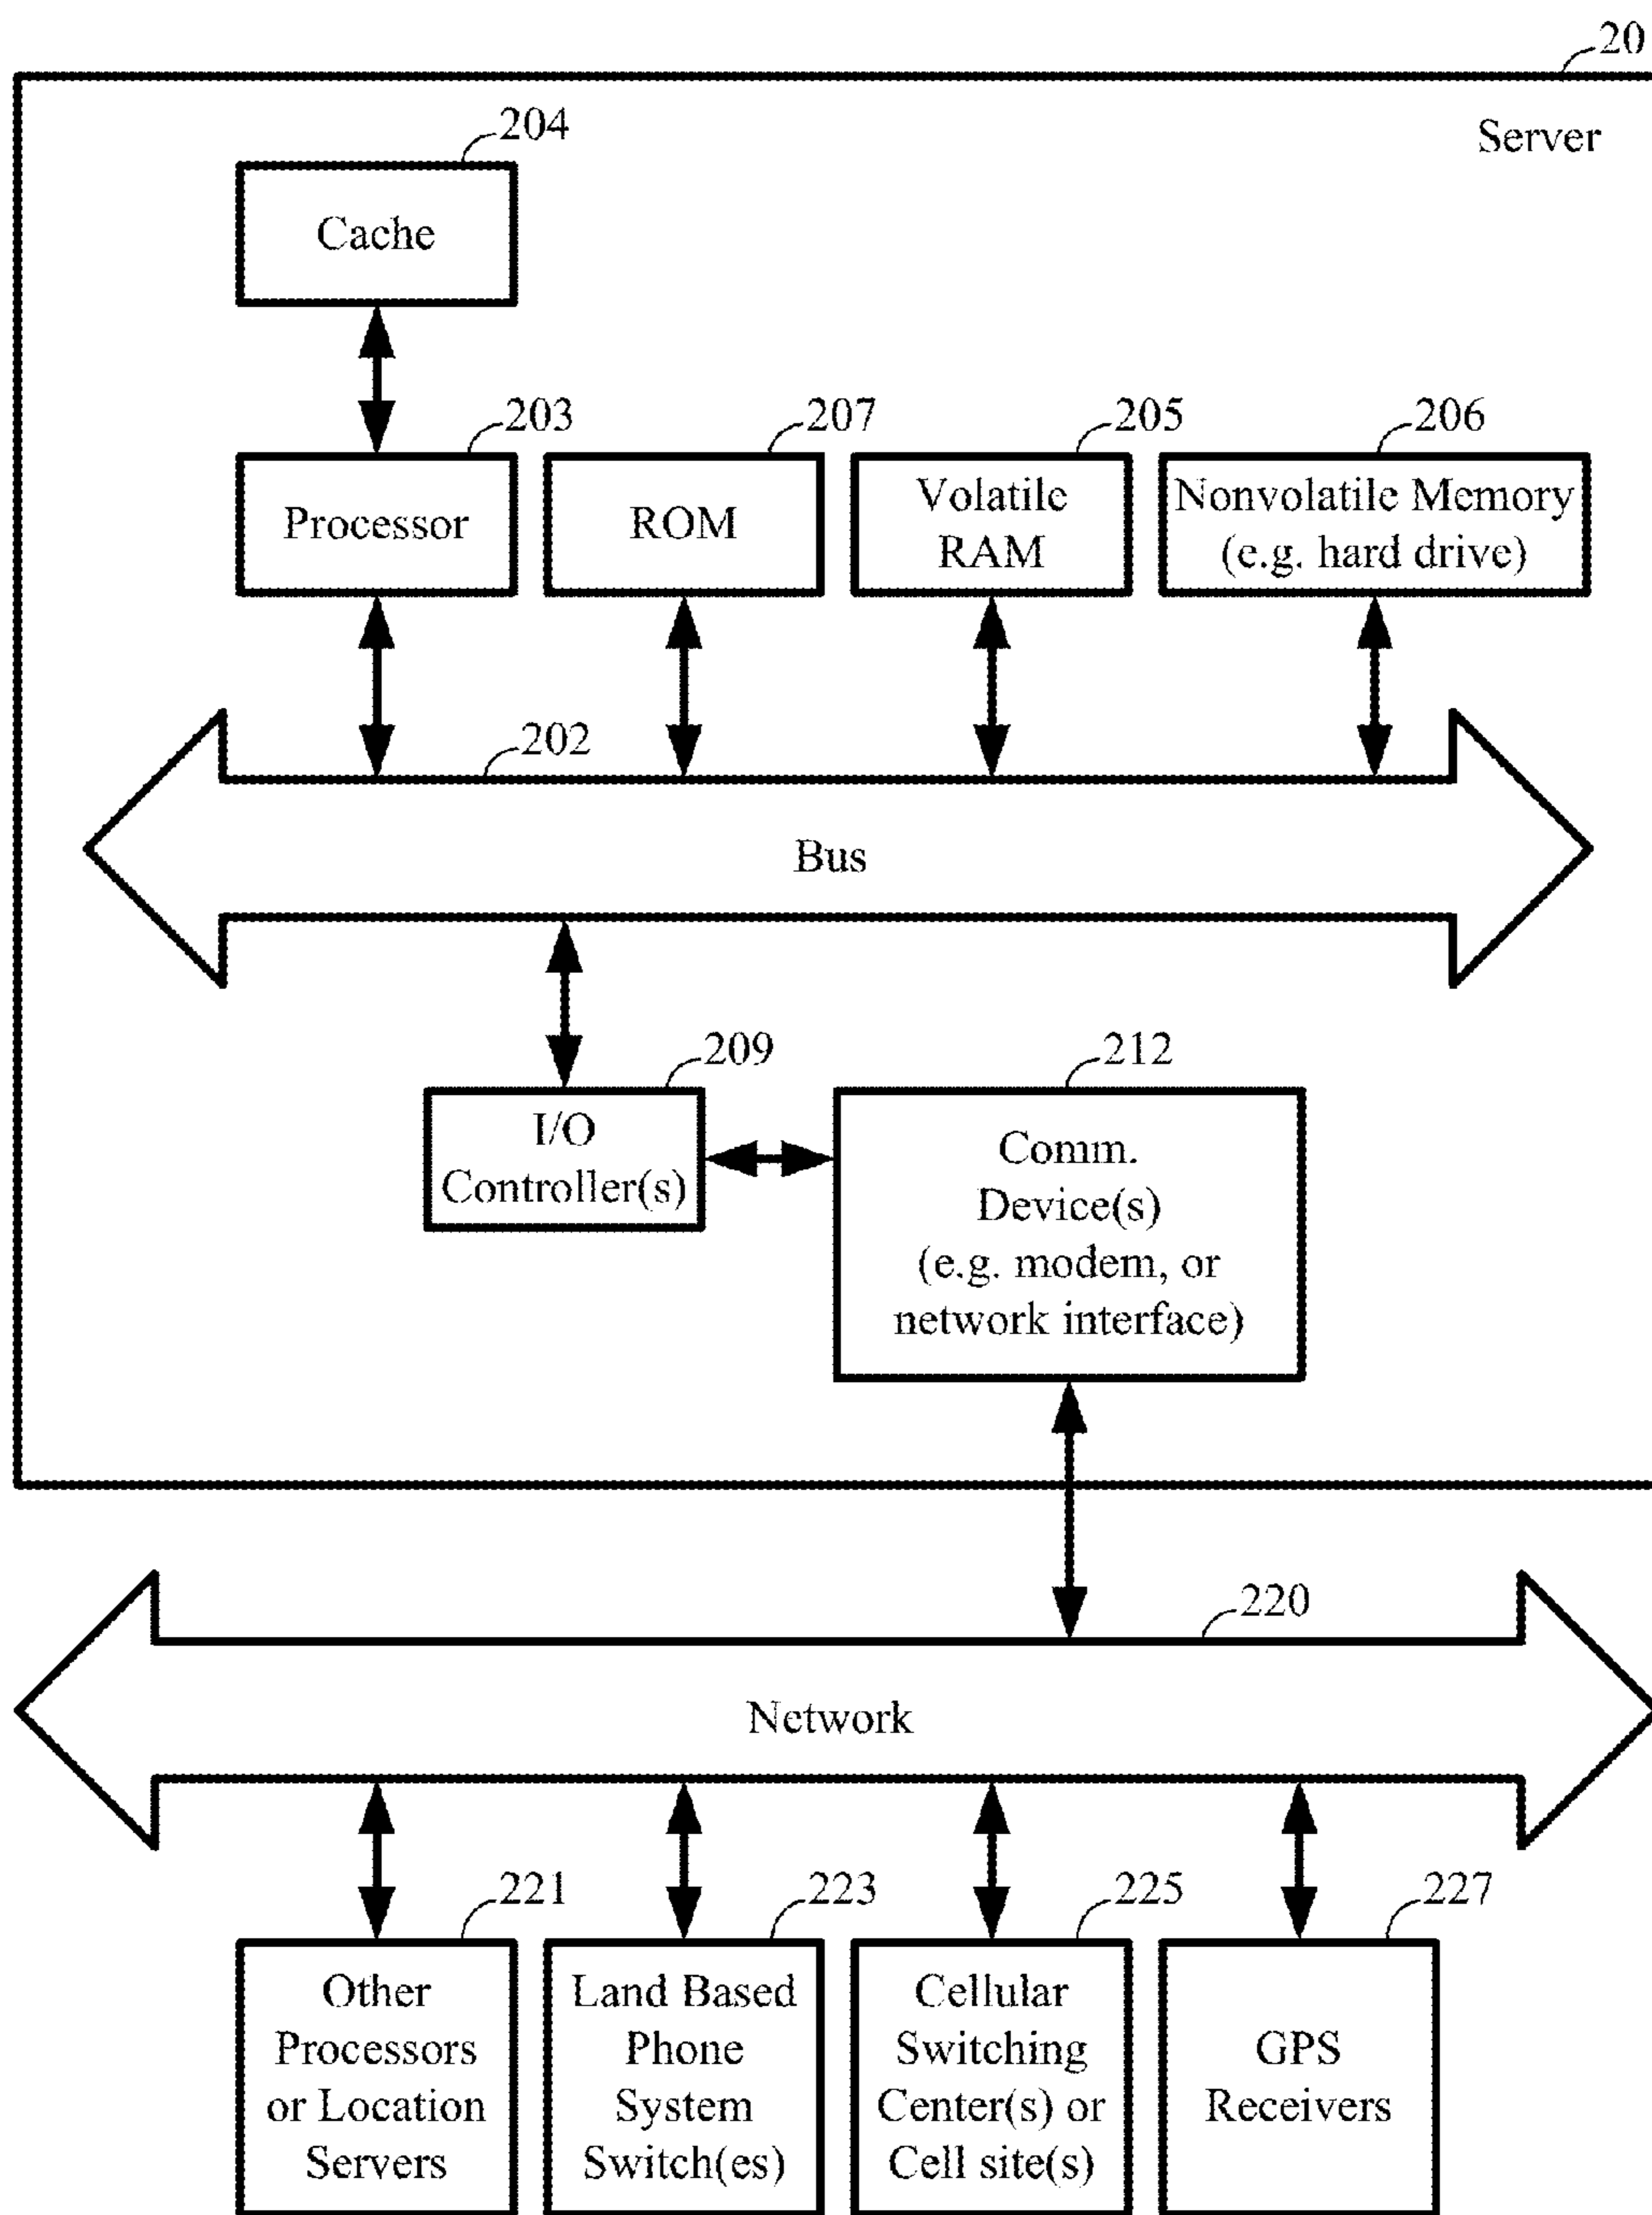 20
Server
204
Cache
203
207
205
206
Processor
ROM
Volatile
RAM
Nonvolatile Memory
(e.g. hard drive)
202
Bus
209
212
I/O
Controller(s)
Comm.
Device(s)
(e.g. modem, or
network interface)
220
Network
221
223
225
227
Other
Processors
or Location
Servers
Land Based
Phone
System
Switch(es)
Cellular
Switching
Center(s) or
Cell site(s)
GPS
Receivers